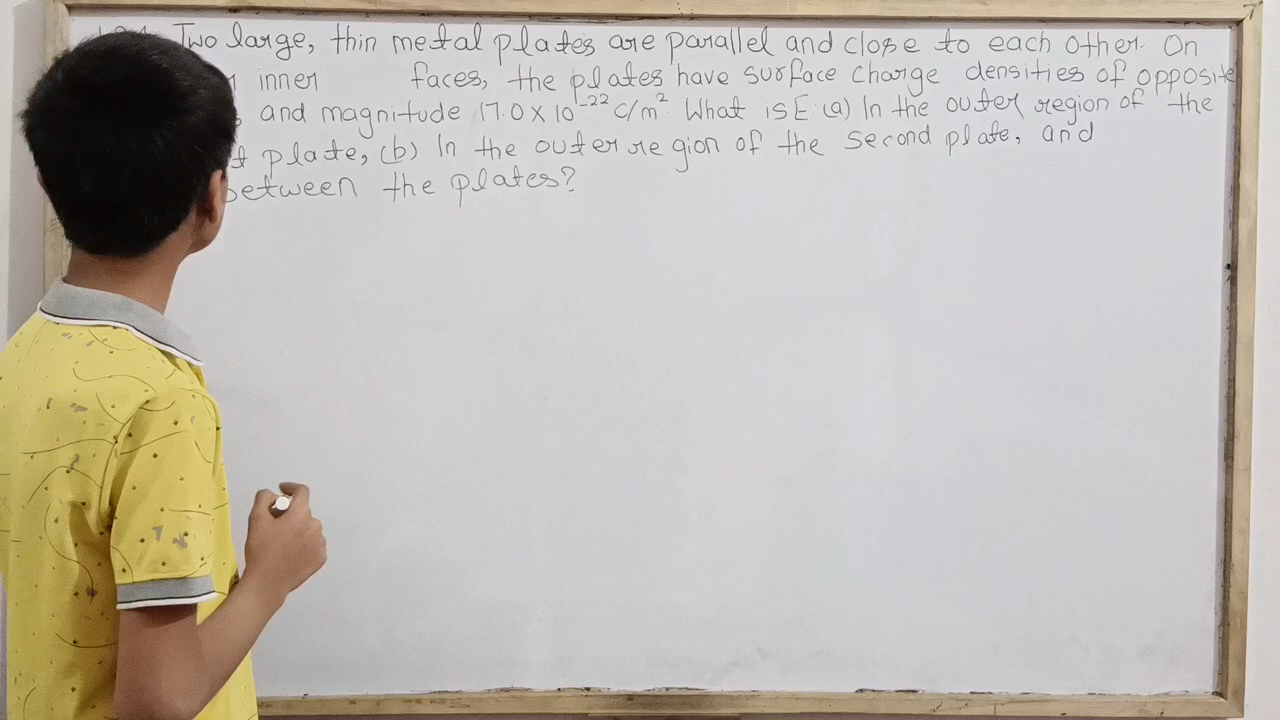 Two large, thin metal plates are parallel and close to each other. On
inner faces, the plates have surface charge densities of opposite
and magnitude 17.0 X 10^-22 C/m². What is E (a) In the outer region of the
plate, (b) In the outer region of the second plate, and
between the plates?